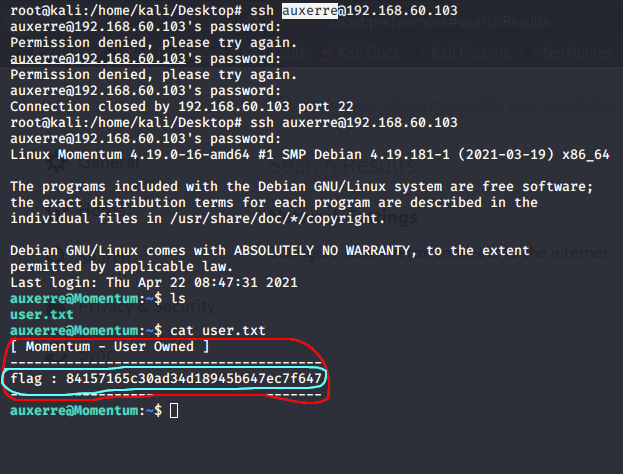 root@kali:/home/kali/Desktop# ssh auxerre@192.168.60.103
auxerre@192.168.60.103's password:
Permission denied, please try again.
auxerre@192.168.60.103's password:
Permission denied, please try again.
auxerre@192.168.60.103's password:
Connection closed by 192.168.60.103 port 22
root@kali:/home/kali/Desktop# ssh auxerre@192.168.60.103
auxerre@192.168.60.103's password:
Linux Momentum 4.19.0-16-amd64 #1 SMP Debian 4.19.181-1 (2021-03-19) x86_64
The programs included with the Debian GNU/Linux system are free software;
the exact distribution terms for each program are described in the
individual files in /usr/share/doc/*/copyright.
Debian GNU/Linux comes with ABSOLUTELY NO WARRANTY, to the extent
permitted by applicable law.
Last login: Thu Apr 22 08:47:31 2021
auxerre@Momentum:~$ ls
user.txt
auxerre@Momentum:~$ cat user.txt
[ Momentum - User Owned ]
---------------------------------------
flag : 84157165c30ad34d18945b647ec7f647
---------------------------------------
auxerre@Momentum:~$